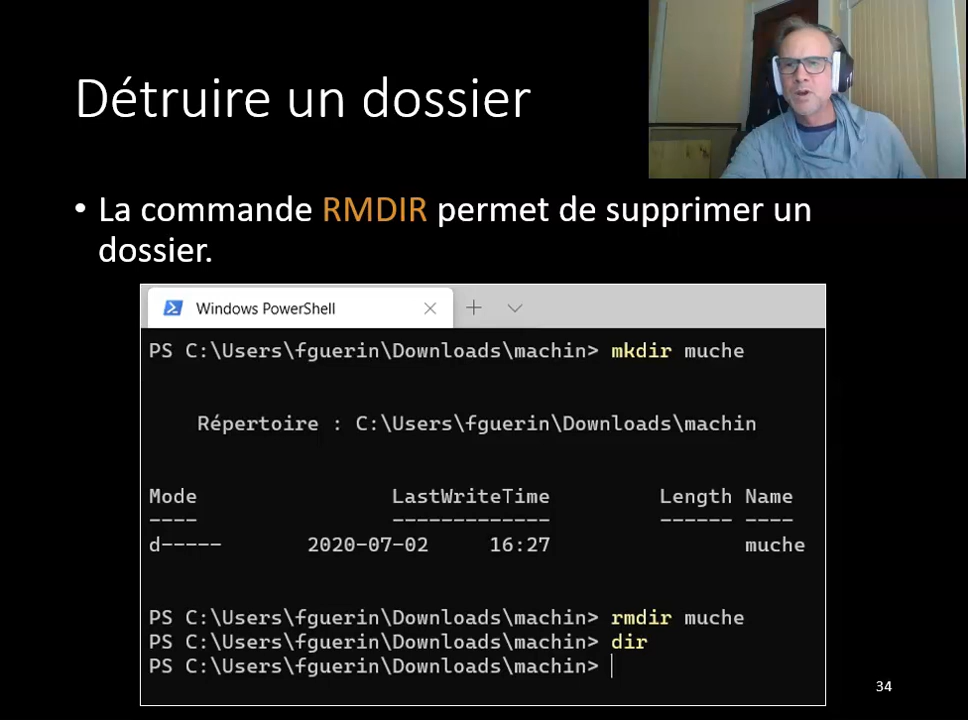 Détruire un dossier
• La commande RMDIR permet de supprimer un
dossier.
Windows PowerShell
PS C:\Users\fguerin\Downloads\machin> mkdir muche
Répertoire : C:\Users\fguerin\Downloads\machin
Mode LastWriteTime Length Name
---- ------------- ------ ----
d----- 2020-07-02 16:27 muche
PS C:\Users\fguerin\Downloads\machin> rmdir muche
PS C:\Users\fguerin\Downloads\machin> dir
PS C:\Users\fguerin\Downloads\machin>
34